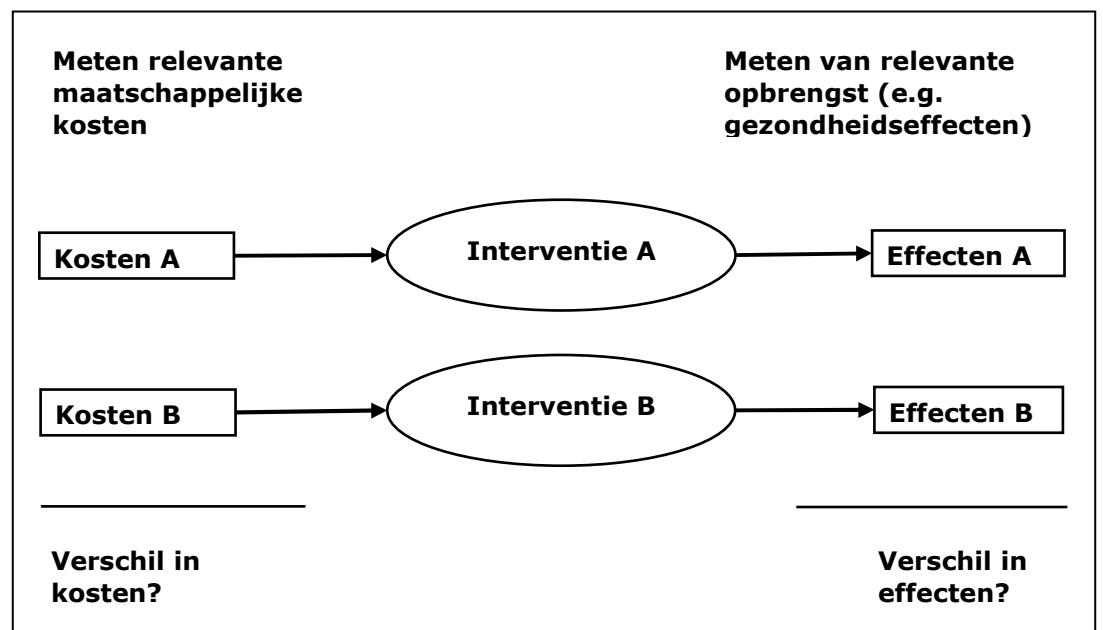 Meten relevante
maatschappelijke
kosten
Meten van relevante
opbrengst (e.g.
gezondheidseffecten)
Kosten A
Interventie A
Effecten A
Kosten B
Interventie B
Effecten B
Verschil in
kosten?
Verschil in
effecten?